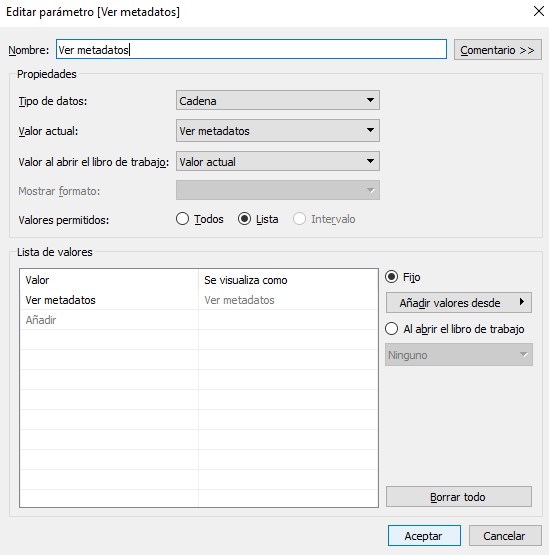 Editar parámetro [Ver metadatos]
Nombre: Ver metadatos Comentario >>
Propiedades
Tipo de datos: Cadena
Valor actual: Ver metadatos
Valor al abrir el libro de trabajo: Valor actual
Mostrar formato:
Valores permitidos: Todos Lista Intervalo
Lista de valores
Valor Se visualiza como Fijo
Ver metadatos Ver metadatos Añadir valores desde
Añadir Al abrir el libro de trabajo
Ninguno
Borrar todo
Aceptar Cancelar